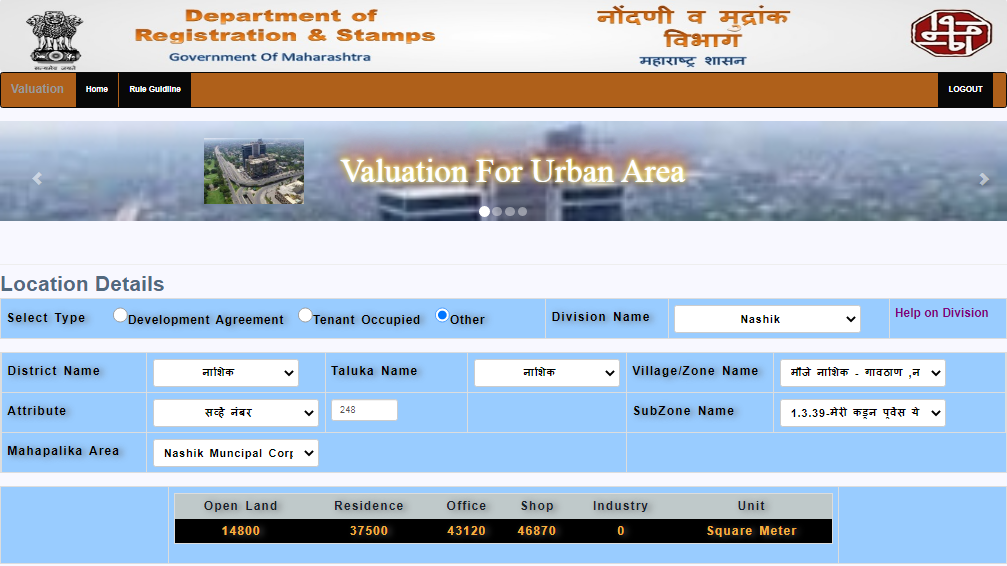 Department of
Registration & Stamps
Government Of Maharashtra
नोंदणी व मुद्रांक
विभाग
महाराष्ट्र शासन
सत्यमेव जयते
Valuation Home Rule Guidline LOGOUT
Valuation For Urban Area
Location Details
Select Type Development Agreement Tenant Occupied Other Division Name Nashik Help on Division
District Name नाशिक Taluka Name नाशिक Village/Zone Name मौजे नाशिक - गावठाण ,न
Attribute सर्व्हे नंबर 248 SubZone Name 1.3.39-मेरी कडून पूर्वेस ये
Mahapalika Area Nashik Muncipal Corp
Open Land Residence Office Shop Industry Unit
14800 37500 43120 46870 0 Square Meter